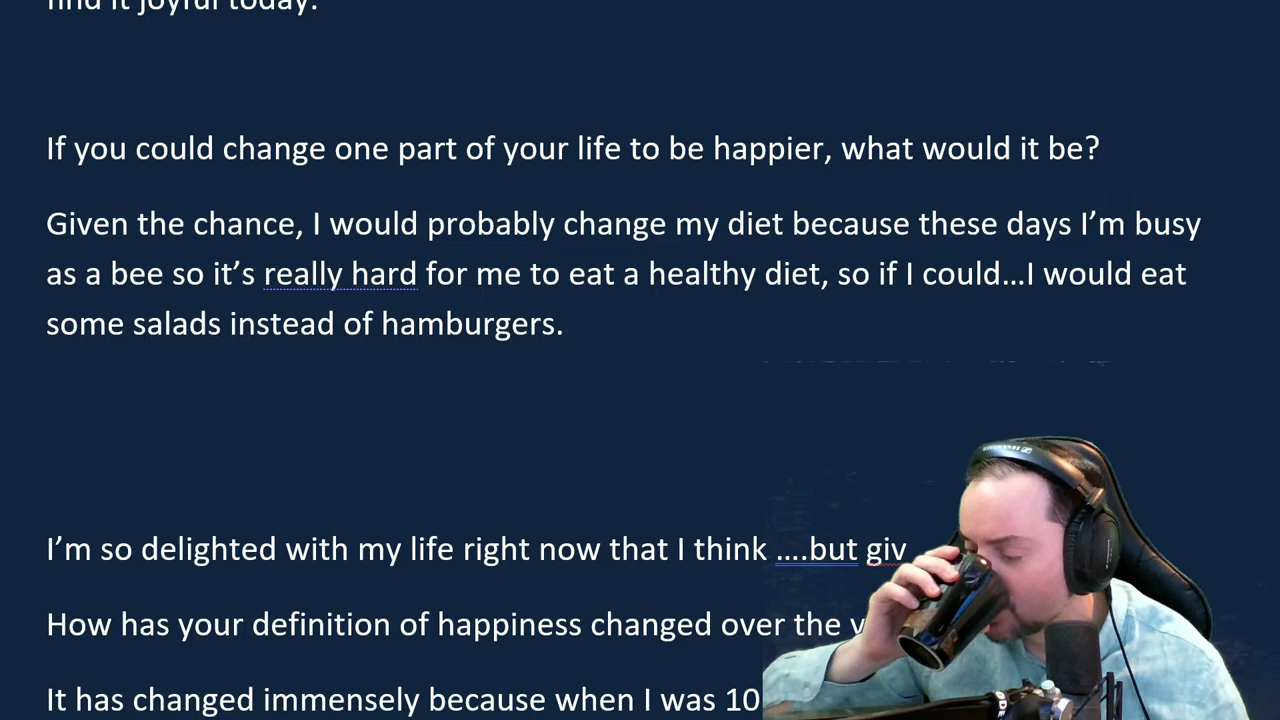 find it joyful today.
If you could change one part of your life to be happier, what would it be?
Given the chance, I would probably change my diet because these days I’m busy
as a bee so it’s really hard for me to eat a healthy diet, so if I could…I would eat
some salads instead of hamburgers.
I’m so delighted with my life right now that I think ….but giv
How has your definition of happiness changed over the
It has changed immensely because when I was 10